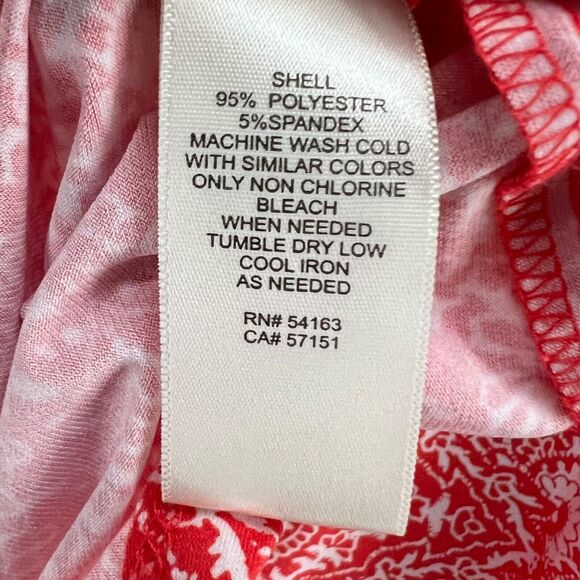 SHELL
95% POLYESTER
5%SPANDEX
MACHINE WASH COLD
WITH SIMILAR COLORS
ONLY NON CHLORINE
BLEACH
WHEN NEEDED
TUMBLE DRY LOW
COOL IRON
AS NEEDED
RN# 54163
CA# 57151